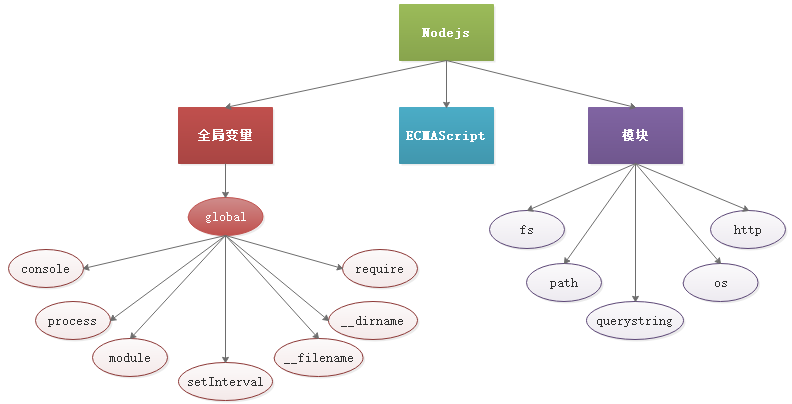 Nodejs
全局变量
ECMAScript
模块
global
fs
http
console
require
path
os
process
__dirname
querystring
module
__filename
setInterval